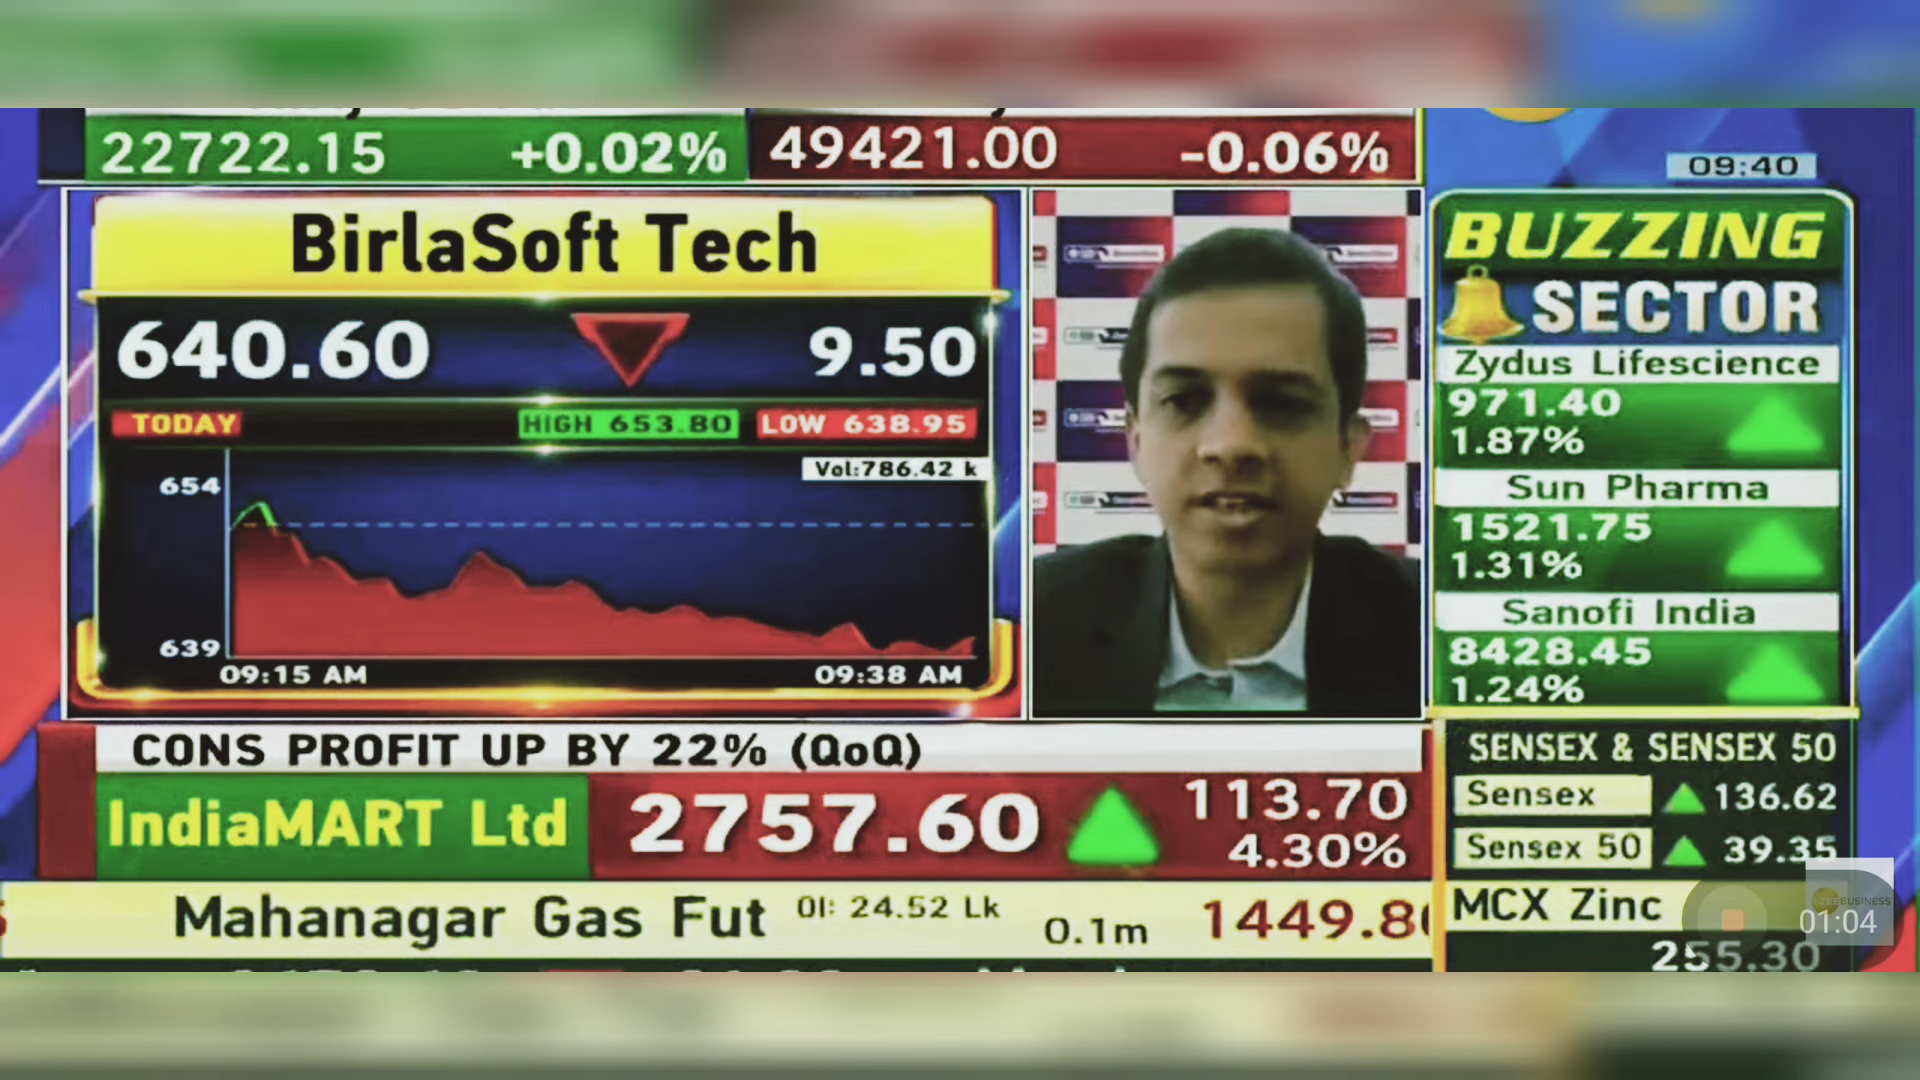 22722.15 +0.02% 49421.00 -0.06%
09:40
BirlaSoft Tech
640.60 9.50
TODAY HIGH 653.80 LOW 638.95
Vol:786.42 k
654
639
09:15 AM 09:38 AM
BUZZING
SECTOR
Zydus Lifescience
971.40
1.87%
Sun Pharma
1521.75
1.31%
Sanofi India
8428.45
1.24%
CONS PROFIT UP BY 22% (QoQ)
IndiaMART Ltd 2757.60 113.70
4.30%
SENSEX & SENSEX 50
Sensex 136.62
Sensex 50 39.35
Mahanagar Gas Fut OI: 24.52 Lk 0.1m 1449.80
MCX Zinc
255.30
ZEEBUSINESS
01:04